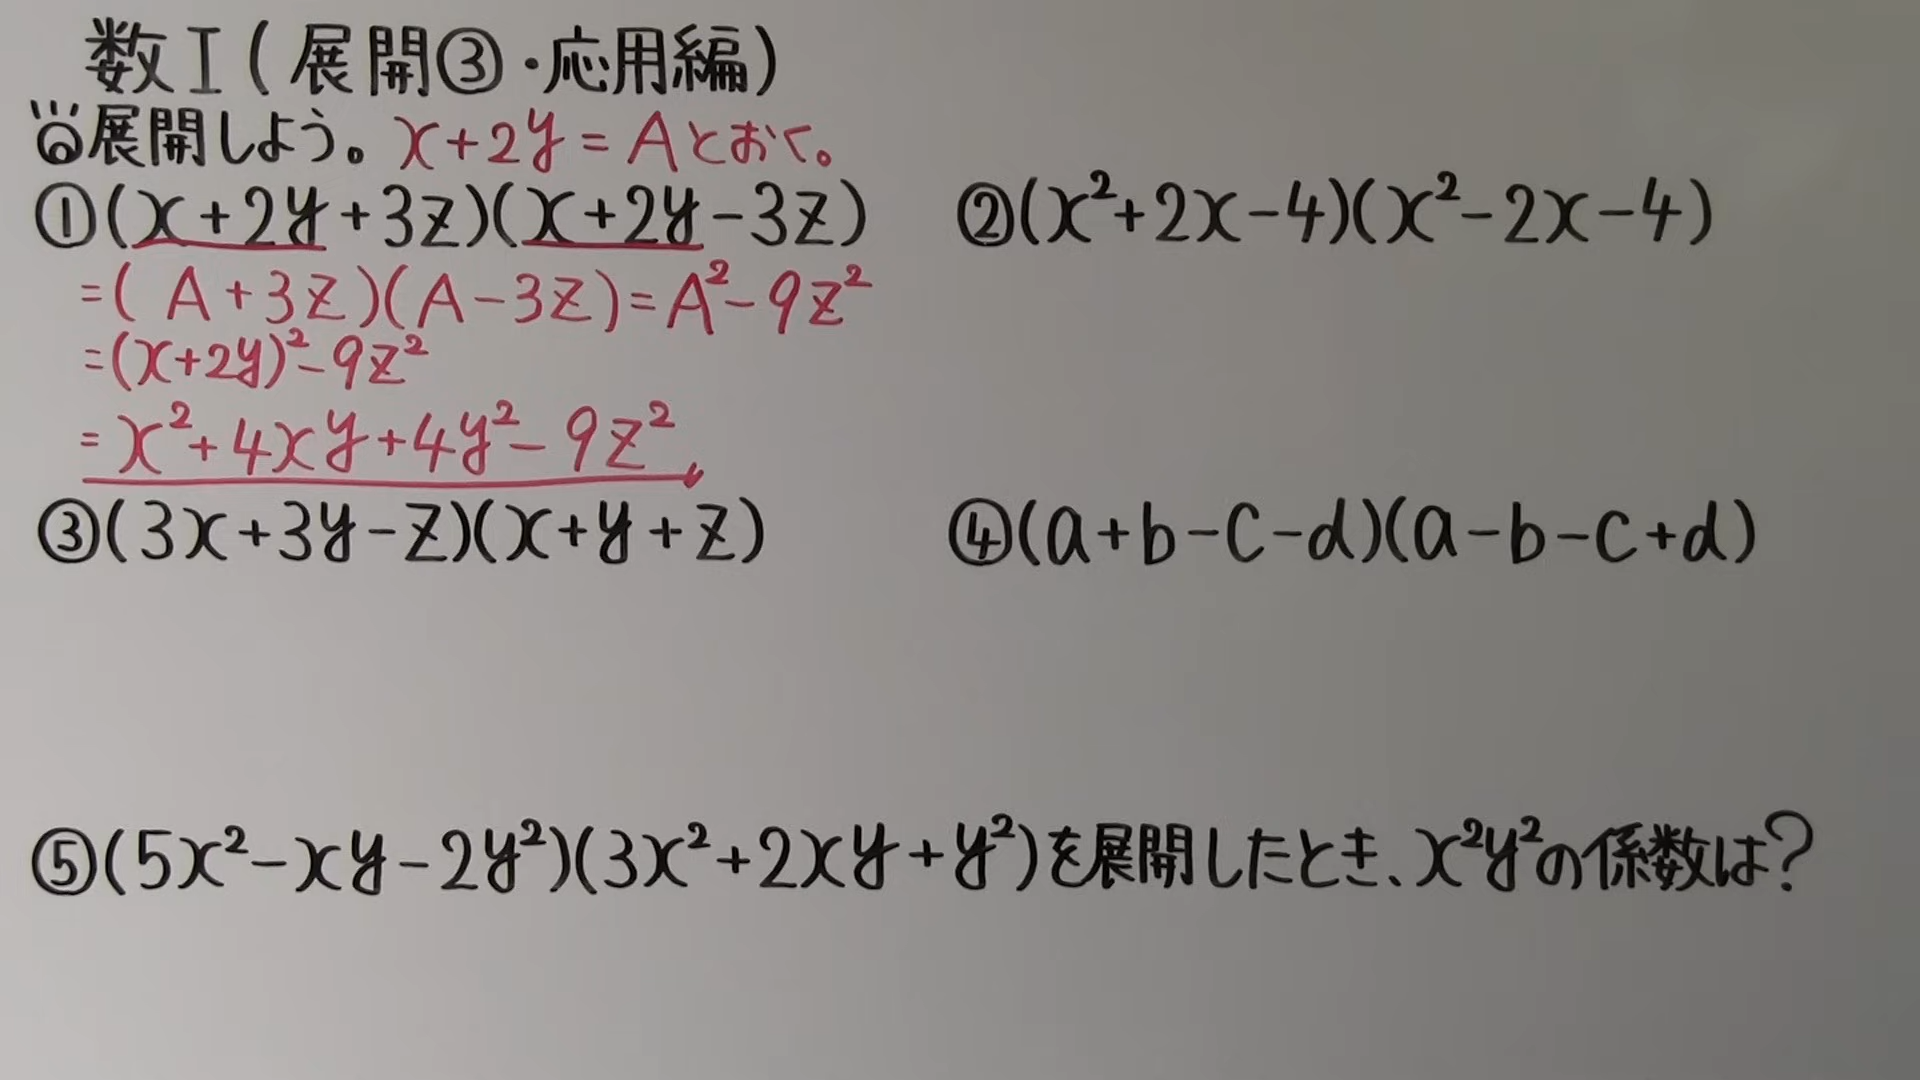 数Ⅰ(展開③・応用編)
展開しよう。x+2y=Aとおく。
①(x+2y+3z)(x+2y-3z)
=(A+3z)(A-3z)=A²-9z²
=(x+2y)²-9z²
=x²+4xy+4y²-9z²
②(x²+2x-4)(x²-2x-4)
③(3x+3y-z)(x+y+z)
④(a+b-c-d)(a-b-c+d)
⑤(5x²-xy-2y²)(3x²+2xy+y²)を展開したとき、x²y²の係数は?